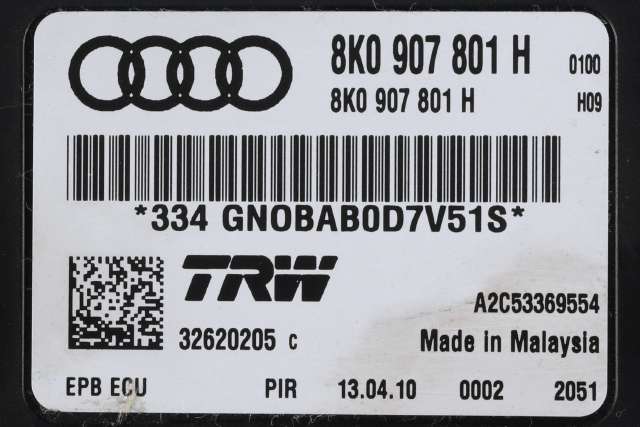 8K0 907 801 H 0100
8K0 907 801 H H09
*334 GN0BAB0D7V51S*
TRW
A2C53369554
32620205 c Made in Malaysia
EPB ECU PIR 13.04.10 0002 2051